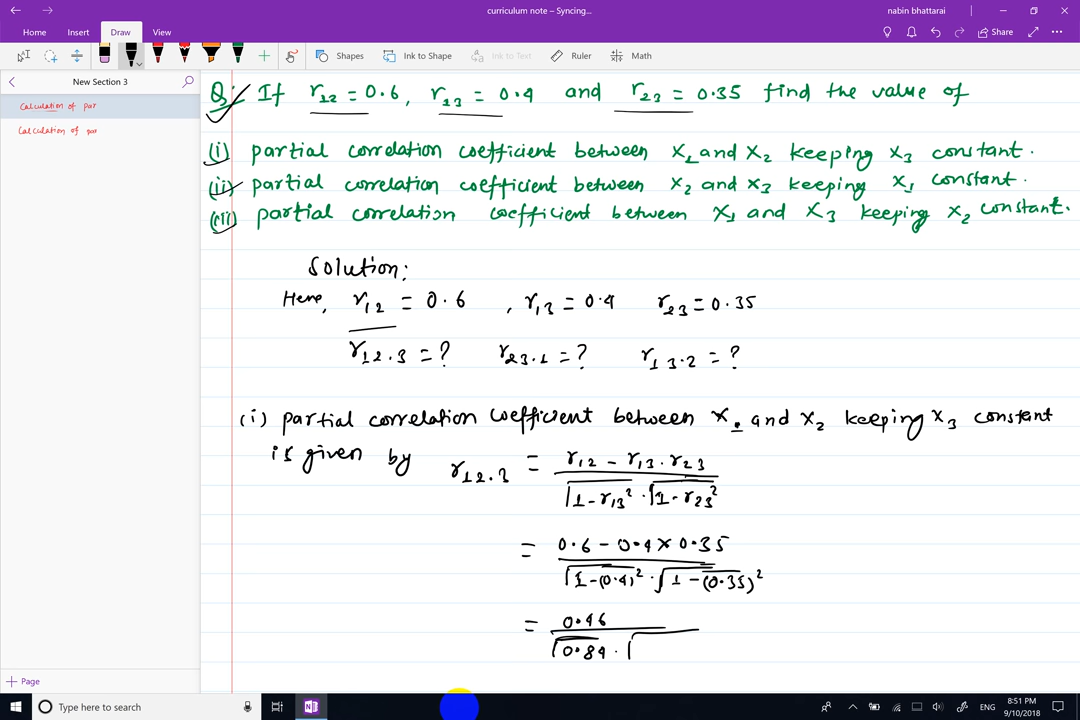 curriculum note – Syncing...
nabin bhattarai
Home Insert Draw View
Share
Shapes Ink to Shape Ink to Text Ruler Math
New Section 3
Calculation of par
Calculation of par
Page
Q. If r12 = 0.6, r13 = 0.4 and r23 = 0.35 find the value of
(i) partial correlation coefficient between x1 and x2 keeping x3 constant.
(ii) partial correlation coefficient between x2 and x3 keeping x1 constant.
(iii) partial correlation coefficient between x1 and x3 keeping x2 constant.
Solution:
Here, r12 = 0.6 , r13 = 0.4 r23 = 0.35
r12.3 = ? r23.1 = ? r13.2 = ?
(i) partial correlation coefficient between x1 and x2 keeping x3 constant
is given by r12.3 = r12 – r13 . r23
√1 – r13² . √1 – r23²
= 0.6 – 0.4 × 0.35
√1 – (0.4)² . √1 – (0.35)²
= 0.46
√0.84 . √
Type here to search
ENG
8:51 PM
9/10/2018